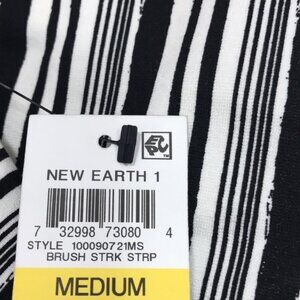 NEW EARTH 1
7 32998 73080 4
STYLE 100090721MS
BRUSH STRK STRP
MEDIUM